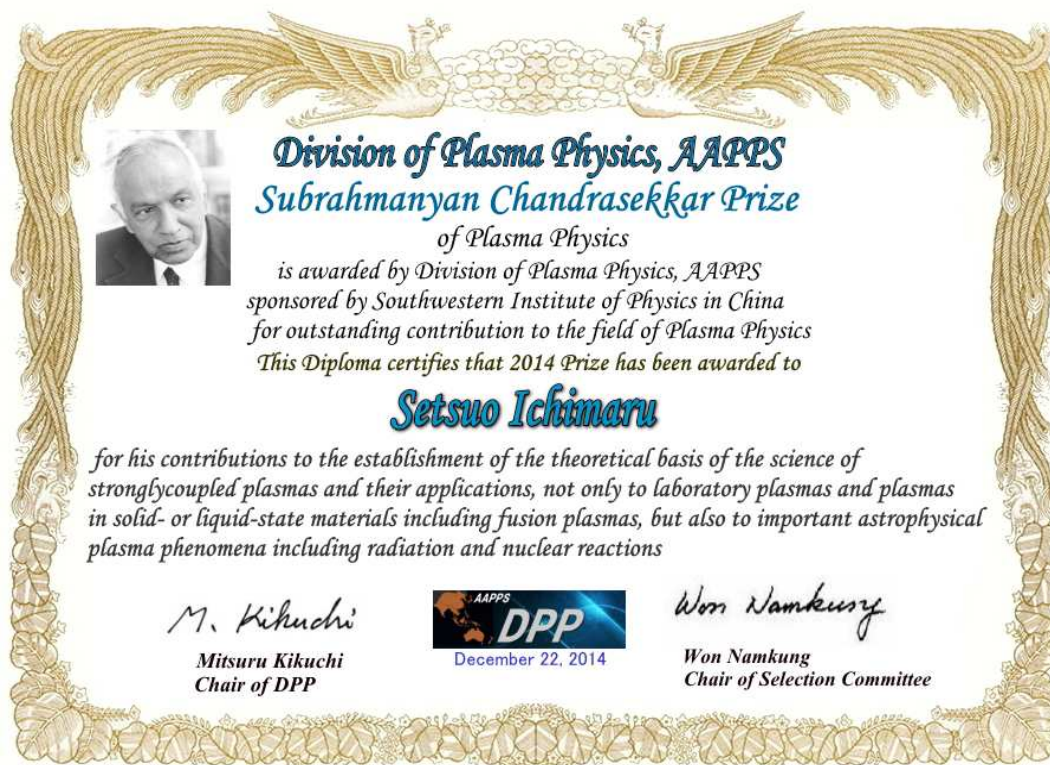 Division of Plasma Physics, AAPPS
Subrahmanyan Chandrasekkar Prize
of Plasma Physics
is awarded by Division of Plasma Physics, AAPPS
sponsored by Southwestern Institute of Physics in China
for outstanding contribution to the field of Plasma Physics
This Diploma certifies that 2014 Prize has been awarded to
Setsuo Ichimaru
for his contributions to the establishment of the theoretical basis of the science of
stronglycoupled plasmas and their applications, not only to laboratory plasmas and plasmas
in solid- or liquid-state materials including fusion plasmas, but also to important astrophysical
plasma phenomena including radiation and nuclear reactions
M. Kikuchi
Mitsuru Kikuchi
Chair of DPP
AAPPS
DPP
December 22, 2014
Won Namkung
Won Namkung
Chair of Selection Committee